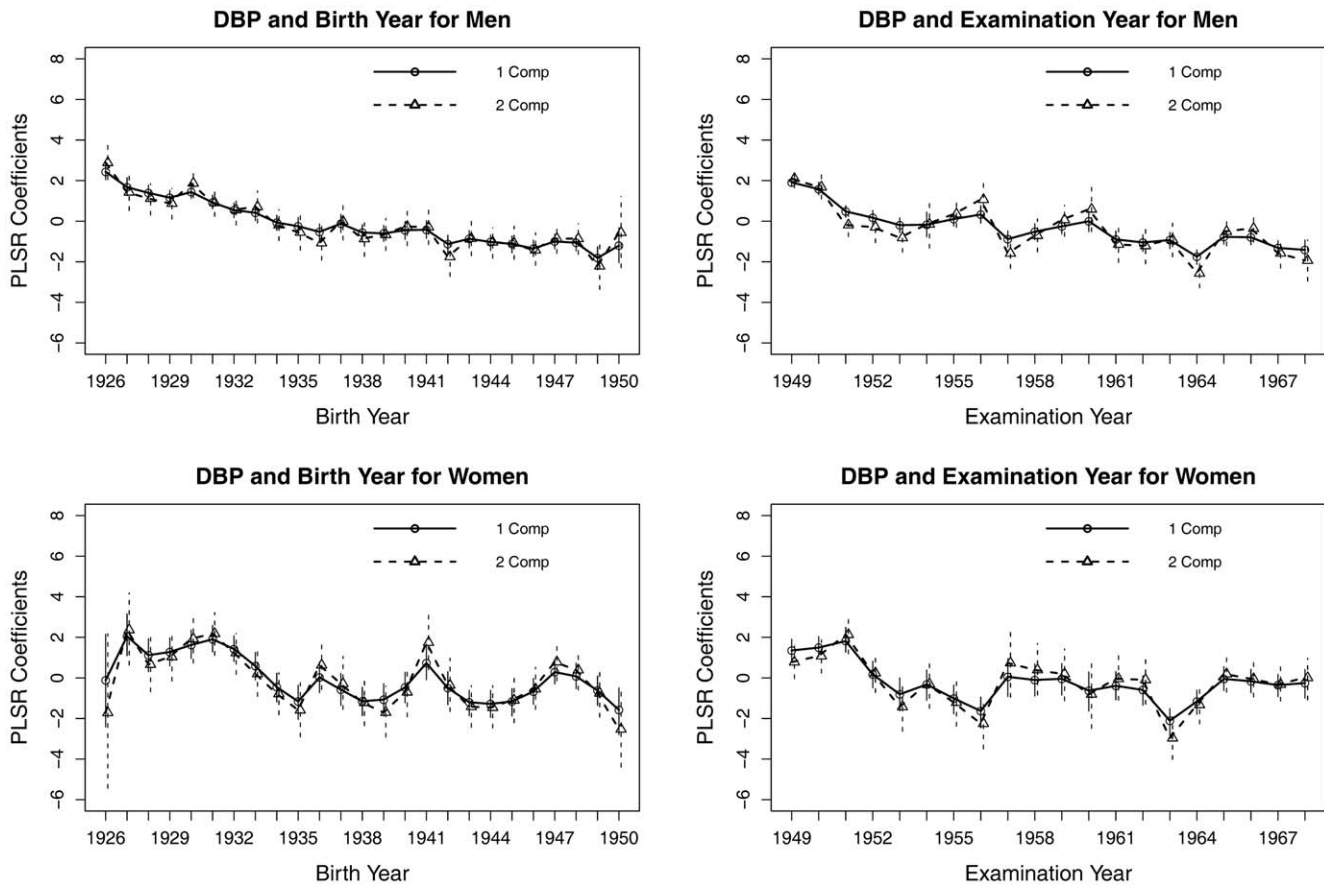 DBP and Birth Year for Men
1 Comp
2 Comp
PLSR Coefficients
8
6
4
2
0
−2
−4
−6
1926 1929 1932 1935 1938 1941 1944 1947 1950
Birth Year
DBP and Examination Year for Men
1 Comp
2 Comp
PLSR Coefficients
8
6
4
2
0
−2
−4
−6
1949 1952 1955 1958 1961 1964 1967
Examination Year
DBP and Birth Year for Women
1 Comp
2 Comp
PLSR Coefficients
8
6
4
2
0
−2
−4
−6
1926 1929 1932 1935 1938 1941 1944 1947 1950
Birth Year
DBP and Examination Year for Women
1 Comp
2 Comp
PLSR Coefficients
8
6
4
2
0
−2
−4
−6
1949 1952 1955 1958 1961 1964 1967
Examination Year